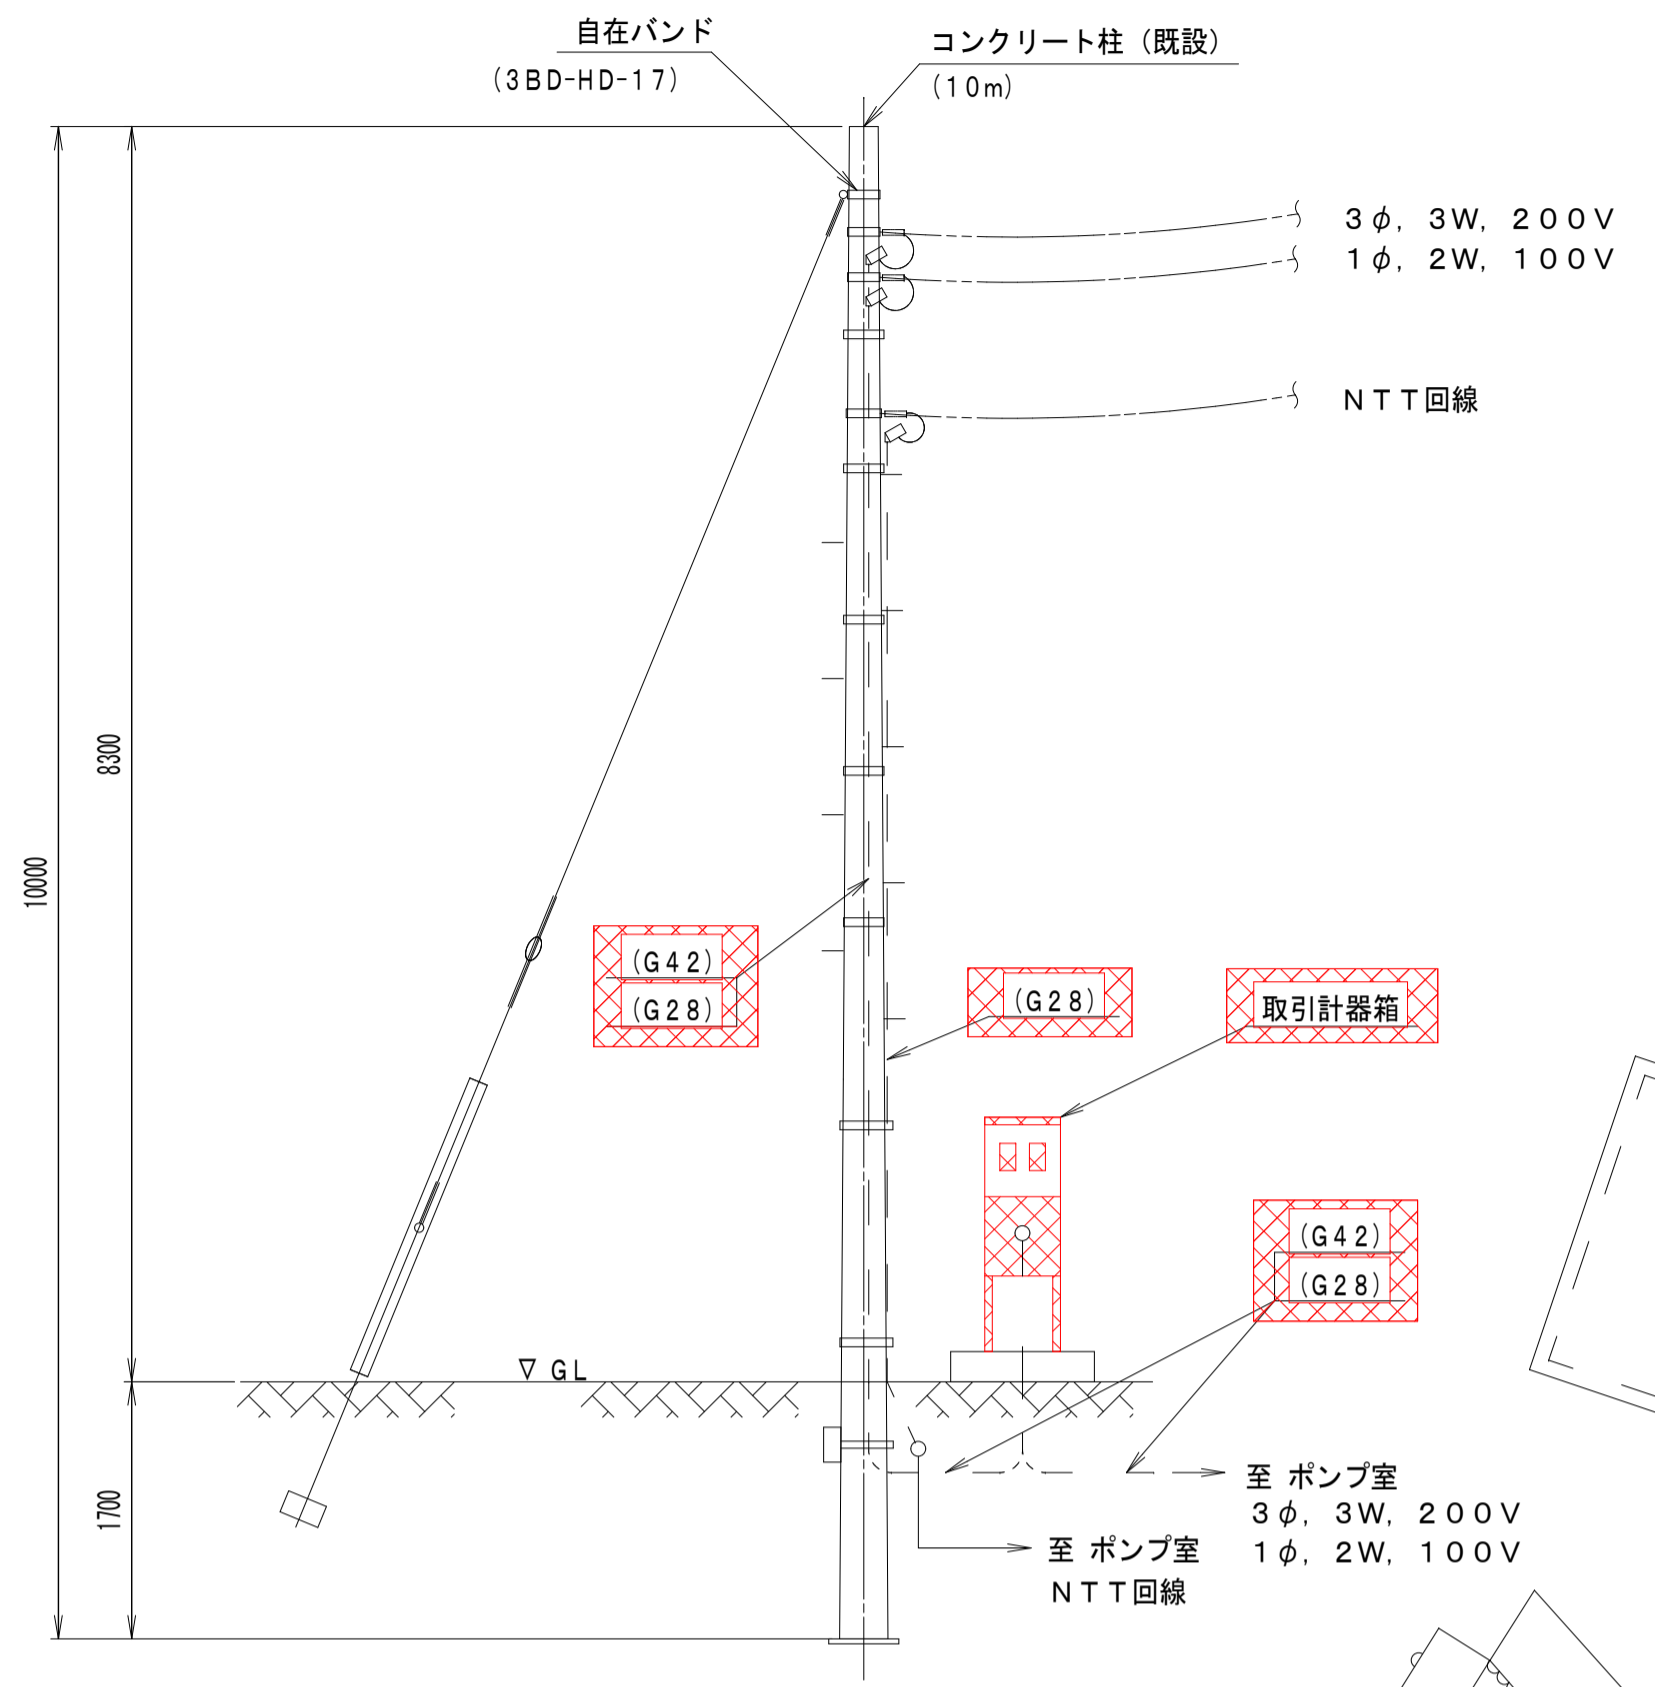 自在バンド
(3BD-HD-17)
コンクリート柱（既設）
(10m)
3φ, 3W, 200V
1φ, 2W, 100V
NTT回線
8300
10000
(G42)
(G28)
(G28)
取引計器箱
(G42)
(G28)
▽ GL
1700
至 ポンプ室
3φ, 3W, 200V
1φ, 2W, 100V
至 ポンプ室
NTT回線